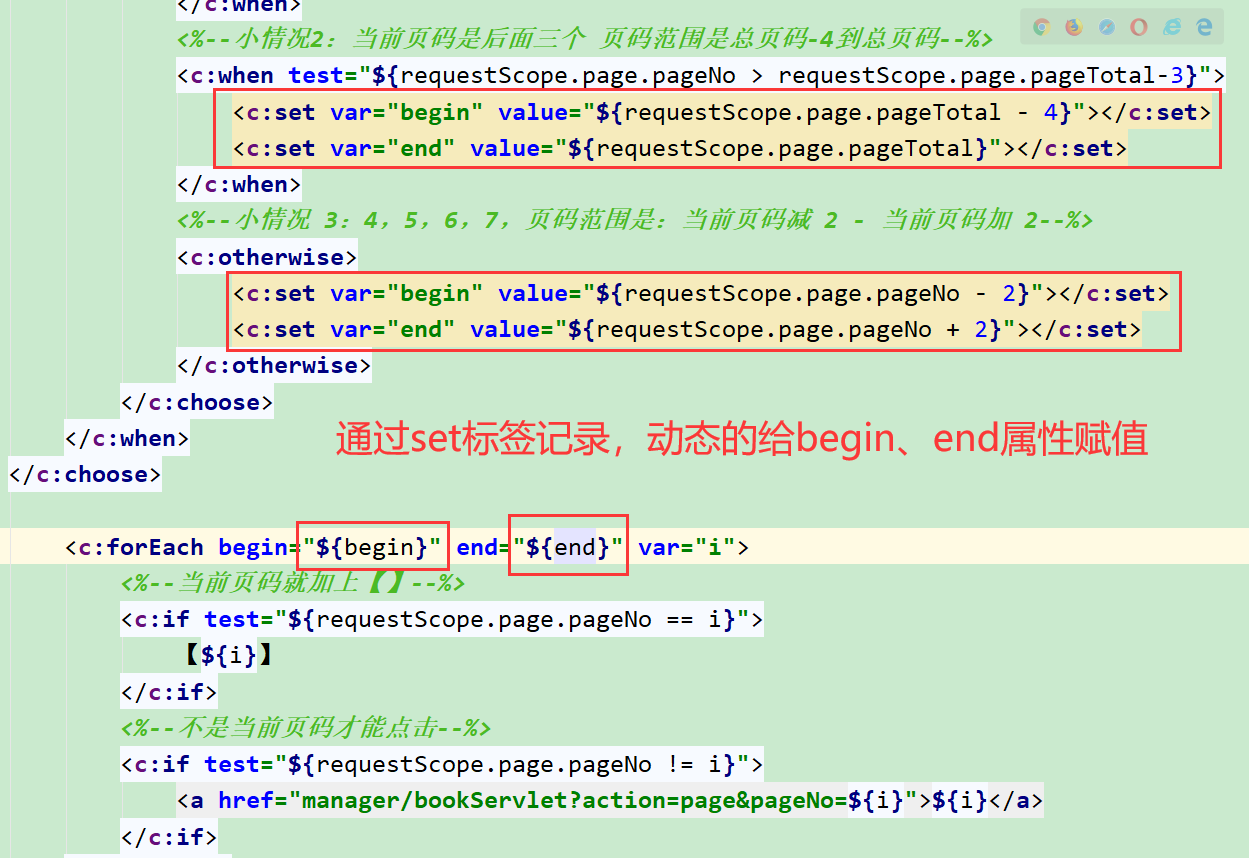 </c:when>
<%--小情况2：当前页码是后面三个 页码范围是总页码-4到总页码--%>
<c:when test="${requestScope.page.pageNo > requestScope.page.pageTotal-3}">
<c:set var="begin" value="${requestScope.page.pageTotal - 4}"></c:set>
<c:set var="end" value="${requestScope.page.pageTotal}"></c:set>
</c:when>
<%--小情况 3：4，5，6，7，页码范围是：当前页码减 2 - 当前页码加 2--%>
<c:otherwise>
<c:set var="begin" value="${requestScope.page.pageNo - 2}"></c:set>
<c:set var="end" value="${requestScope.page.pageNo + 2}"></c:set>
</c:otherwise>
</c:choose>
</c:when>
通过set标签记录，动态的给begin、end属性赋值
</c:choose>
<c:forEach begin="${begin}" end="${end}" var="i">
<%--当前页码就加上【】--%>
<c:if test="${requestScope.page.pageNo == i}">
【${i}】
</c:if>
<%--不是当前页码才能点击--%>
<c:if test="${requestScope.page.pageNo != i}">
<a href="manager/bookServlet?action=page&pageNo=${i}">${i}</a>
</c:if>